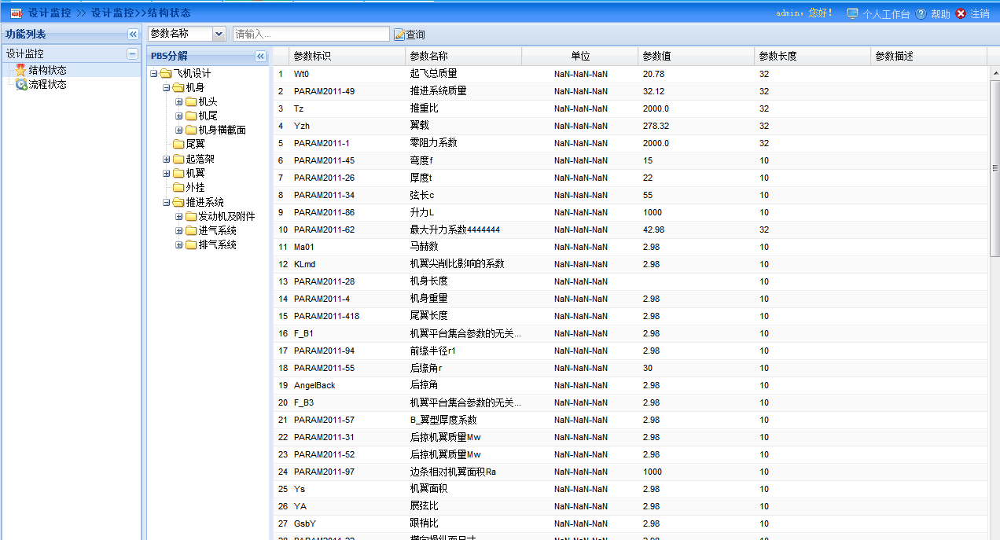 设计监控 >> 设计监控>>结构状态
admin，您好！ 个人工作台 帮助 注销
功能列表
参数名称 请输入... 查询
设计监控
结构状态
流程状态
PBS分解
飞机设计
机身
机头
机尾
机身横截面
尾翼
起落架
机翼
外挂
推进系统
发动机及附件
进气系统
排气系统
参数标识 参数名称 单位 参数值 参数长度 参数描述
1 Wt0 起飞总质量 NaN-NaN-NaN 20.78 32
2 PARAM2011-49 推进系统质量 NaN-NaN-NaN 32.12 32
3 Tz 推重比 NaN-NaN-NaN 2000.0 32
4 Yzh 翼载 NaN-NaN-NaN 278.32 32
5 PARAM2011-1 零阻力系数 NaN-NaN-NaN 2000.0 32
6 PARAM2011-45 弯度f NaN-NaN-NaN 15 10
7 PARAM2011-26 厚度t NaN-NaN-NaN 22 10
8 PARAM2011-34 弦长c NaN-NaN-NaN 55 10
9 PARAM2011-86 升力L NaN-NaN-NaN 1000 10
10 PARAM2011-62 最大升力系数4444444 NaN-NaN-NaN 42.98 32
11 Ma01 马赫数 NaN-NaN-NaN 2.98 10
12 KLmd 机翼尖削比影响的系数 NaN-NaN-NaN 2.98 10
13 PARAM2011-28 机身长度 NaN-NaN-NaN 10
14 PARAM2011-4 机身重量 NaN-NaN-NaN 2.98 10
15 PARAM2011-418 尾翼长度 NaN-NaN-NaN 2.98 10
16 F_B1 机翼平台集合参数的无关... NaN-NaN-NaN 2.98 10
17 PARAM2011-94 前缘半径r1 NaN-NaN-NaN 2.98 10
18 PARAM2011-55 后缘角r NaN-NaN-NaN 30 10
19 AngelBack 后掠角 NaN-NaN-NaN 2.98 10
20 F_B3 机翼平台集合参数的无关... NaN-NaN-NaN 2.98 10
21 PARAM2011-57 B_翼型厚度系数 NaN-NaN-NaN 2.98 10
22 PARAM2011-31 后掠机翼质量Mw NaN-NaN-NaN 2.98 10
23 PARAM2011-52 后掠机翼质量Mw NaN-NaN-NaN 2.98 10
24 PARAM2011-97 边条相对机翼面积Ra NaN-NaN-NaN 1000 10
25 Ys 机翼面积 NaN-NaN-NaN 2.98 10
26 YA 展弦比 NaN-NaN-NaN 2.98 10
27 GsbY 跟梢比 NaN-NaN-NaN 2.98 10